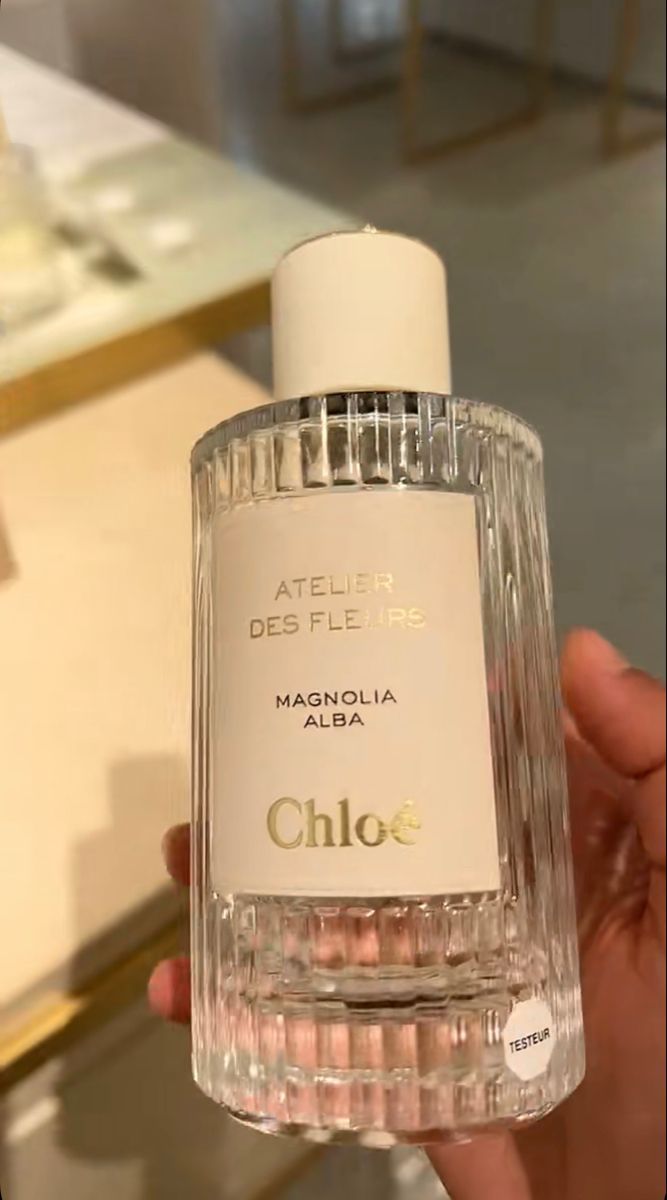 ATELIER
DES FLEURS
MAGNOLIA
ALBA
Chloé
TESTEUR